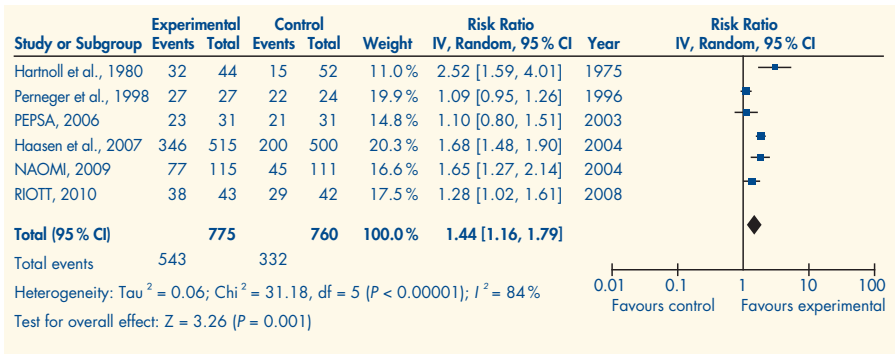 Experimental Control Risk Ratio Risk Ratio
Study or Subgroup Events Total Events Total Weight IV, Random, 95 % CI Year IV, Random, 95 % CI
Hartnoll et al., 1980 32 44 15 52 11.0 % 2.52 [1.59, 4.01] 1975
Perneger et al., 1998 27 27 22 24 19.9 % 1.09 [0.95, 1.26] 1996
PEPSA, 2006 23 31 21 31 14.8 % 1.10 [0.80, 1.51] 2003
Haasen et al., 2007 346 515 200 500 20.3 % 1.68 [1.48, 1.90] 2004
NAOMI, 2009 77 115 45 111 16.6 % 1.65 [1.27, 2.14] 2004
RIOTT, 2010 38 43 29 42 17.5 % 1.28 [1.02, 1.61] 2008
Total (95 % CI) 775 760 100.0 % 1.44 [1.16, 1.79]
Total events 543 332
Heterogeneity: Tau ² = 0.06; Chi ² = 31.18, df = 5 (P < 0.00001); I ² = 84 %
Test for overall effect: Z = 3.26 (P = 0.001)
0.01 0.1 1 10 100
Favours control Favours experimental